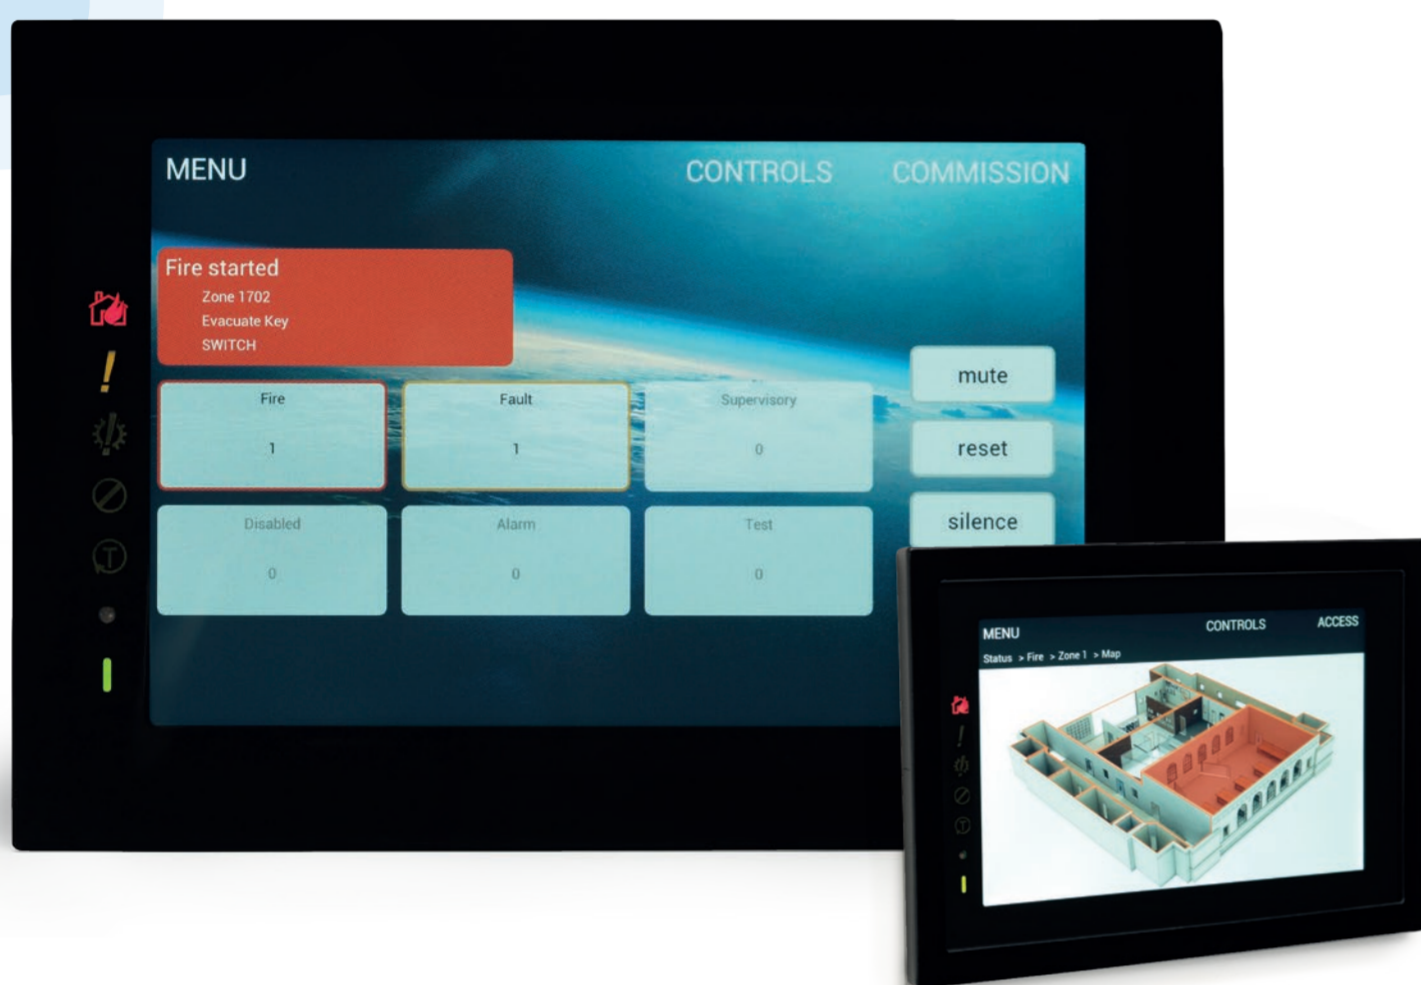 MENU CONTROLS COMMISSION
Fire started
Zone 1702
Evacuate Key
SWITCH
Fire Fault Supervisory
1 1 0
Disabled Alarm Test
0 0 0
mute
reset
silence
MENU CONTROLS ACCESS
Status > Fire > Zone 1 > Map